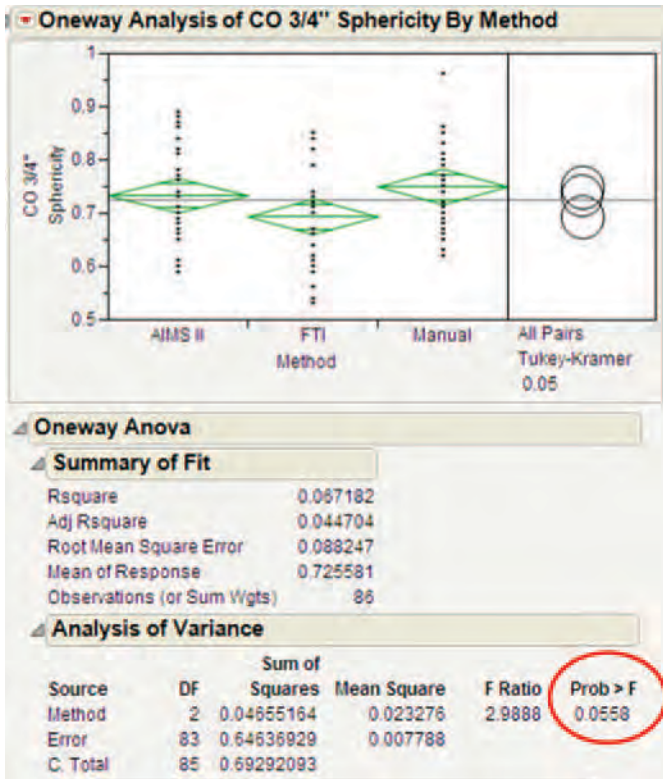 Oneway Analysis of CO 3/4" Sphericity By Method
1
0.9
0.8
0.7
0.6
0.5
CO 3/4"
Sphericity
AIMS II FTI Manual All Pairs
Method Tukey-Kramer
0.05
Oneway Anova
Summary of Fit
Rsquare 0.067182
Adj Rsquare 0.044704
Root Mean Square Error 0.088247
Mean of Response 0.725581
Observations (or Sum Wgts) 86
Analysis of Variance
Sum of
Source DF Squares Mean Square F Ratio Prob > F
Method 2 0.04655164 0.023276 2.9888 0.0558
Error 83 0.64636929 0.007788
C. Total 85 0.69292093